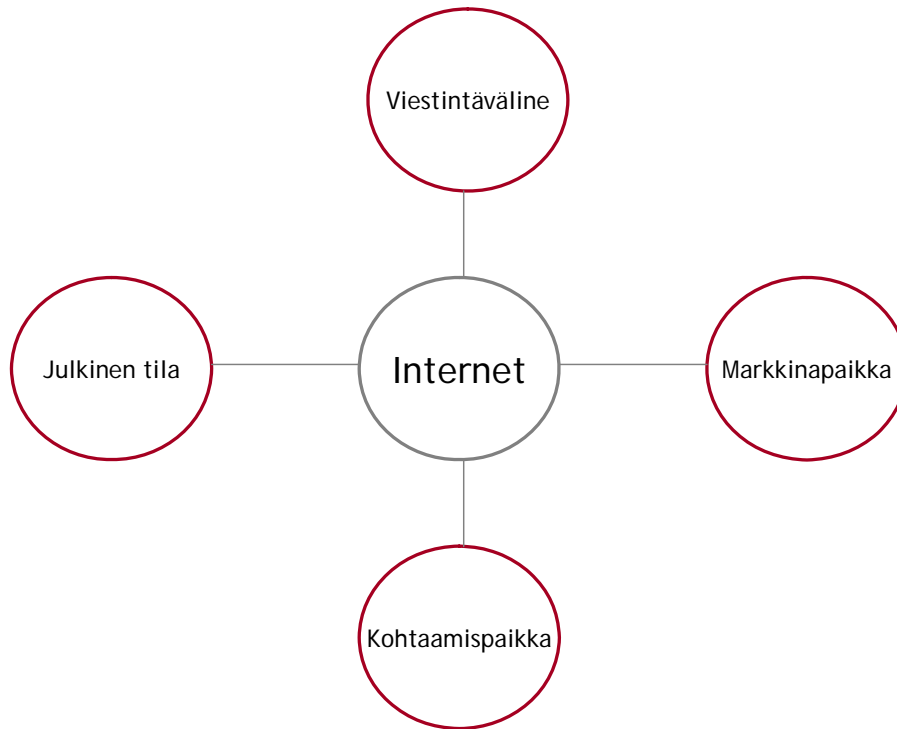 Viestintäväline
Julkinen tila
Internet
Markkinapaikka
Kohtaamispaikka